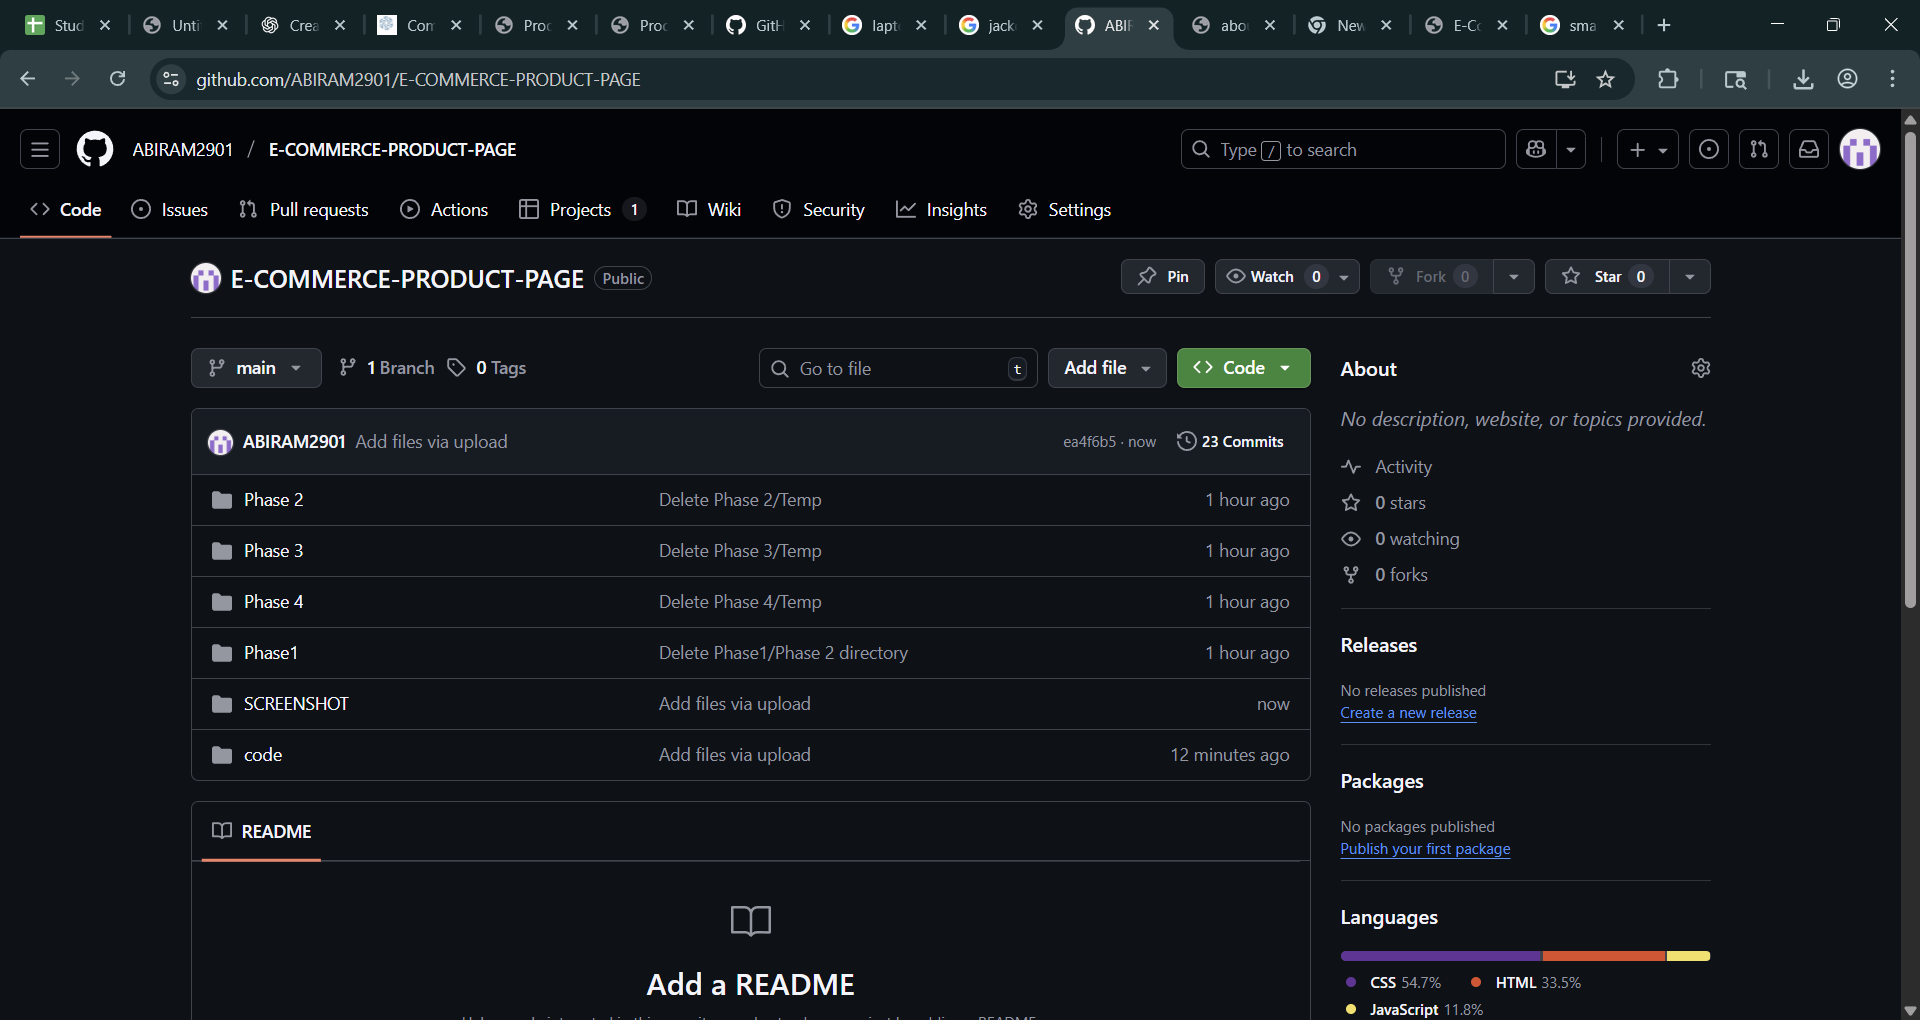 Stud
Unti
Crea
Com
Proc
Proc
GitH
lapt
jack
ABIF
abo
New
E-Co
sma
github.com/ABIRAM2901/E-COMMERCE-PRODUCT-PAGE
ABIRAM2901 / E-COMMERCE-PRODUCT-PAGE
Type / to search
Code
Issues
Pull requests
Actions
Projects 1
Wiki
Security
Insights
Settings
E-COMMERCE-PRODUCT-PAGE Public
Pin
Watch 0
Fork 0
Star 0
main
1 Branch
0 Tags
Go to file t
Add file
Code
ABIRAM2901 Add files via upload ea4f6b5 · now 23 Commits
Phase 2 Delete Phase 2/Temp 1 hour ago
Phase 3 Delete Phase 3/Temp 1 hour ago
Phase 4 Delete Phase 4/Temp 1 hour ago
Phase1 Delete Phase1/Phase 2 directory 1 hour ago
SCREENSHOT Add files via upload now
code Add files via upload 12 minutes ago
README
Add a README
About
No description, website, or topics provided.
Activity
0 stars
0 watching
0 forks
Releases
No releases published
Create a new release
Packages
No packages published
Publish your first package
Languages
CSS 54.7% HTML 33.5%
JavaScript 11.8%